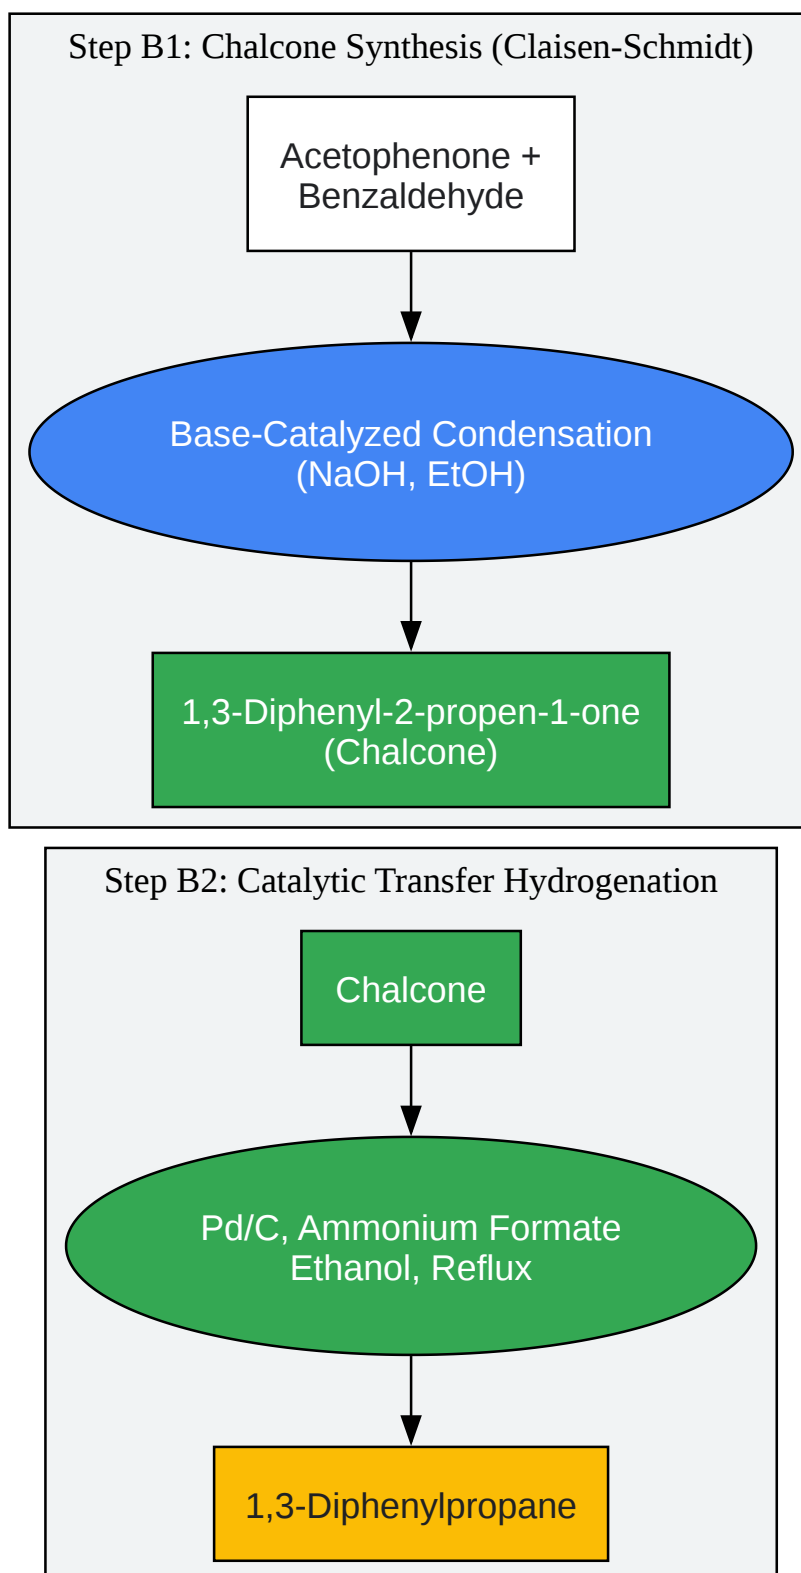 Step B1: Chalcone Synthesis (Claisen-Schmidt)
Acetophenone +
Benzaldehyde
Base-Catalyzed Condensation
(NaOH, EtOH)
1,3-Diphenyl-2-propen-1-one
(Chalcone)
Step B2: Catalytic Transfer Hydrogenation
Chalcone
Pd/C, Ammonium Formate
Ethanol, Reflux
1,3-Diphenylpropane